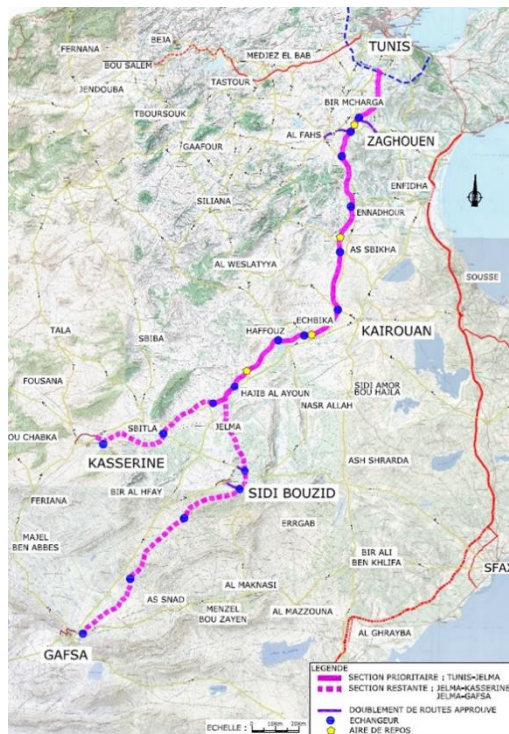 BEJA
TUNIS
FERNANA
MEDJEZ EL BAB
BOU SALEM
TASTOUR
JENDOUBA
BIR MCHARGA
TBOURSOUK
AL FAHS
ZAGHOUEN
GAAFOUR
ENFIDHA
SILIANA
ENNADHOUR
AS SBIKHA
AL WESLATYYA
SOUSSE
ECHBIKA
TALA
HAFFOUZ
KAIROUAN
SBIBA
FOUSANA
SIDI AMOR
BOU HAJLA
HAJIB AL AYOUN
NASR ALLAH
SBITLA
JELMA
OU CHABKA
KASSERINE
ASH SHRARDA
BIR AL HFAY
SIDI BOUZID
FERIANA
ERRGAB
MAJEL
BEN ABBES
BIR ALI
BEN KHLIFA
SFAX
AL MAKNASI
AS SNAD
MENZEL
BOU ZAYEN
AL MAZZOUNA
AL GHRAYBA
GAFSA
LEGENDE
SECTION PRIORITAIRE ; TUNIS-JELMA
SECTION RESTANTE ; JELMA-KASSERINE
JELMA-GAFSA
DOUBLEMENT DE ROUTES APPROUVE
ECHANGEUR
AIRE DE REPOS
ECHELLE : 0 10km 20km